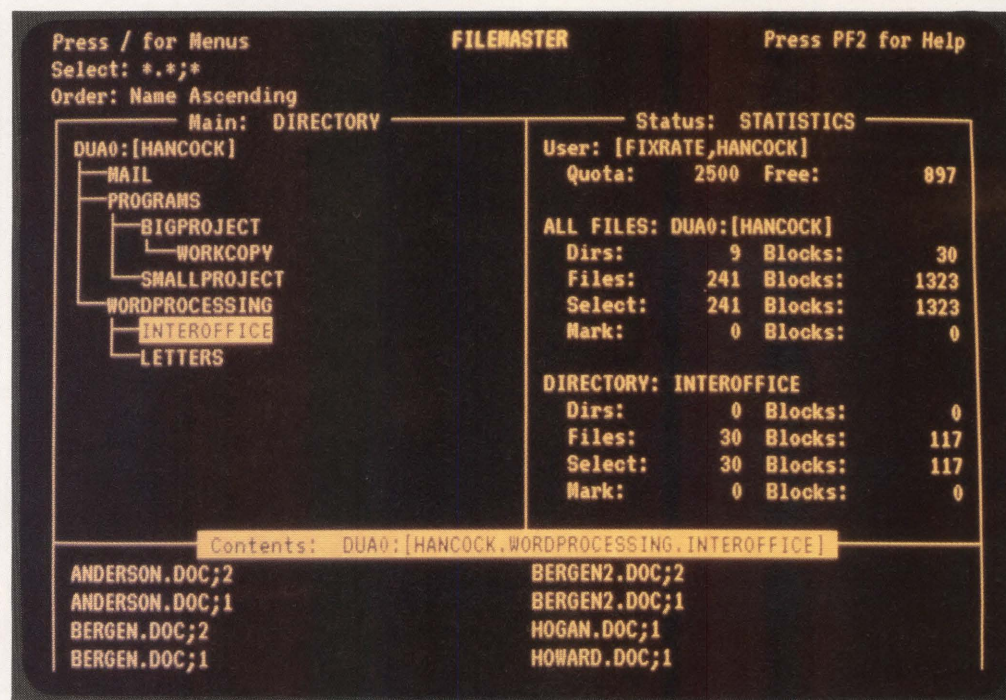 Press / for Menus FILEMASTER Press PF2 for Help
Select: *.*;*
Order: Name Ascending
Main: DIRECTORY
DUA0:[HANCOCK]
MAIL
PROGRAMS
BIGPROJECT
WORKCOPY
SMALLPROJECT
WORDPROCESSING
INTEROFFICE
LETTERS
Status: STATISTICS
User: [FIXRATE,HANCOCK]
Quota: 2500 Free: 897
ALL FILES: DUA0:[HANCOCK]
Dirs: 9 Blocks: 30
Files: 241 Blocks: 1323
Select: 241 Blocks: 1323
Mark: 0 Blocks: 0
DIRECTORY: INTEROFFICE
Dirs: 0 Blocks: 0
Files: 30 Blocks: 117
Select: 30 Blocks: 117
Mark: 0 Blocks: 0
Contents: DUA0:[HANCOCK.WORDPROCESSING.INTEROFFICE]
ANDERSON.DOC;2
ANDERSON.DOC;1
BERGEN.DOC;2
BERGEN.DOC;1
BERGEN2.DOC;2
BERGEN2.DOC;1
HOGAN.DOC;1
HOWARD.DOC;1